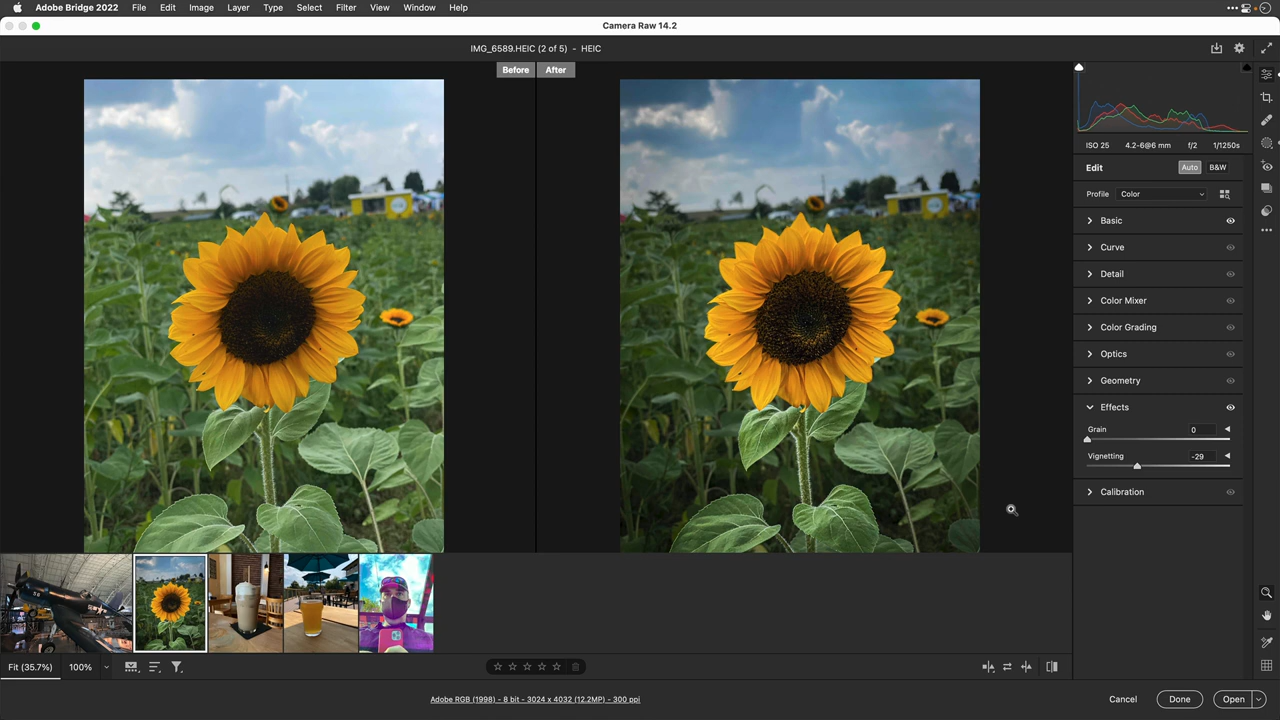 Adobe Bridge 2022 File Edit Image Layer Type Select Filter View Window Help
Camera Raw 14.2
IMG_6589.HEIC (2 of 5) - HEIC
Before After
ISO 25 4.2-6@6 mm f/2 1/1250s
Edit Auto B&W
Profile Color
Basic
Curve
Detail
Color Mixer
Color Grading
Optics
Geometry
Effects
Grain 0
Vignetting -29
Calibration
Fit (35.7%) 100%
Adobe RGB (1998) - 8 bit - 3024 x 4032 (12.2MP) - 300 ppi
Cancel Done Open